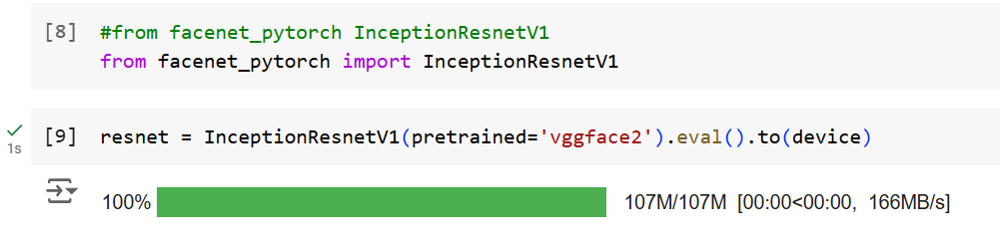 [8] #from facenet_pytorch InceptionResnetV1
from facenet_pytorch import InceptionResnetV1
[9] resnet = InceptionResnetV1(pretrained='vggface2').eval().to(device)
1s
100% 107M/107M [00:00<00:00, 166MB/s]